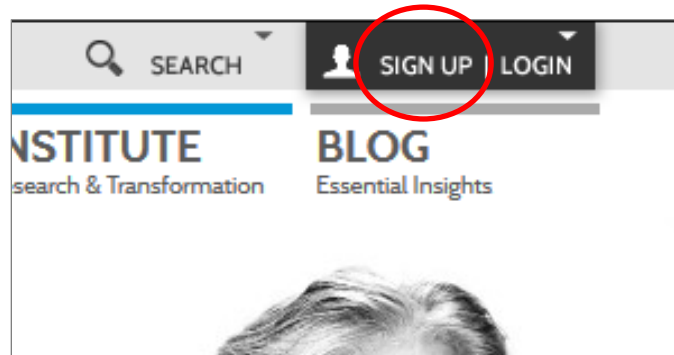 SEARCH
SIGN UP | LOGIN
NSTITUTE
search & Transformation
BLOG
Essential Insights